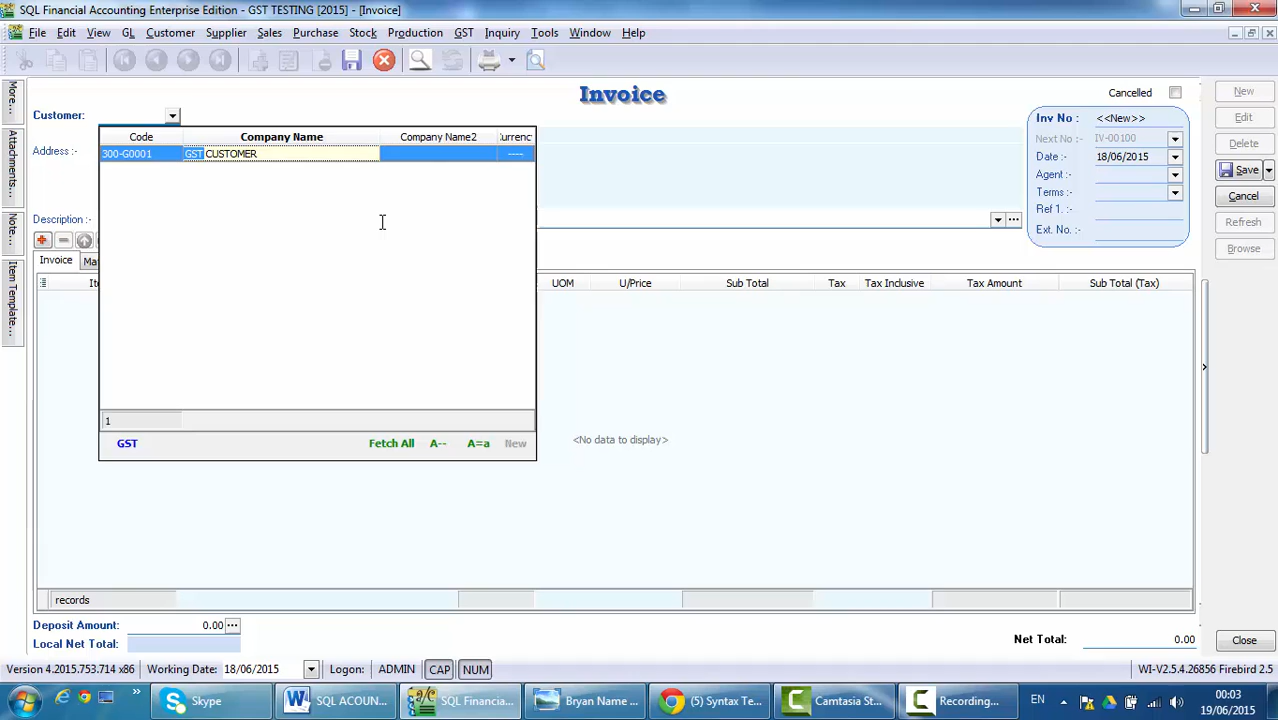 SQL Financial Accounting Enterprise Edition - GST TESTING [2015] - [Invoice]
File Edit View GL Customer Supplier Sales Purchase Stock Production GST Inquiry Tools Window Help
Invoice
Cancelled
New
Customer:
Inv No : <<New>>
Edit
Code Company Name Company Name2
Next No : IV-00100
Delete
300-G0001 GST CUSTOMER ----
Address :-
Date : 18/06/2015
Agent :-
Save
Terms :-
Cancel
Ref 1. :
Description :-
Ext. No. :-
Refresh
Browse
More...
Attachments...
Note...
Item Template...
Invoice
UOM U/Price Sub Total Tax Tax Inclusive Tax Amount Sub Total (Tax)
1
GST Fetch All A-- A=a New
<No data to display>
records
Deposit Amount: 0.00
Local Net Total:
Net Total: 0.00
Close
Version 4.2015.753.714 x86 Working Date: 18/06/2015 Logon: ADMIN CAP NUM WI-V2.5.4.26856 Firebird 2.5
Skype SQL ACOUN... SQL Financia... Bryan Name ... (5) Syntax Te... Camtasia St... Recording... EN 00:03
19/06/2015